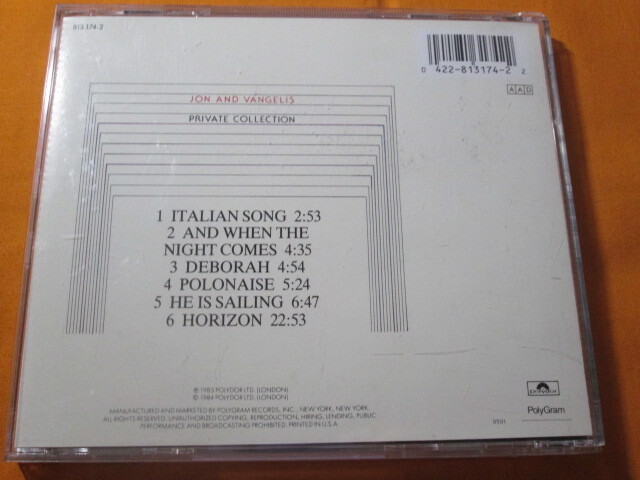 813 174-2
0 422-813174-2 2
AAD
JON AND VANGELIS
PRIVATE COLLECTION
1 ITALIAN SONG 2:53
2 AND WHEN THE
NIGHT COMES 4:35
3 DEBORAH 4:54
4 POLONAISE 5:24
5 HE IS SAILING 6:47
6 HORIZON 22:53
℗ 1983 POLYDOR LTD. (LONDON)
© 1984 POLYDOR LTD. (LONDON)
MANUFACTURED AND MARKETED BY POLYGRAM RECORDS, INC., NEW YORK, NEW YORK.
ALL RIGHTS RESERVED. UNAUTHORIZED COPYING, REPRODUCTION, HIRING, LENDING, PUBLIC
PERFORMANCE AND BROADCASTING PROHIBITED. PRINTED IN U.S.A
polydor
PolyGram